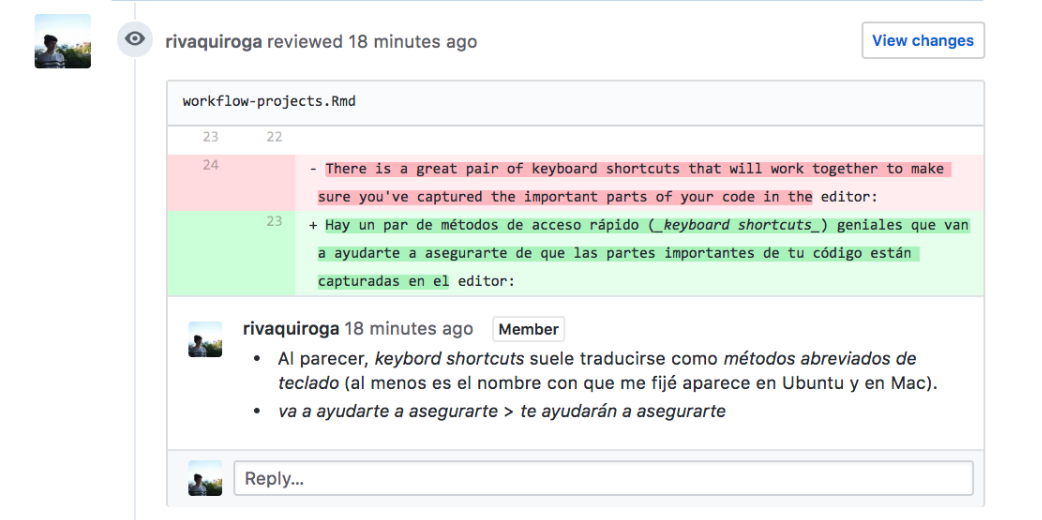 rivaquiroga reviewed 18 minutes ago
View changes
workflow-projects.Rmd
23 22
24 - There is a great pair of keyboard shortcuts that will work together to make
sure you've captured the important parts of your code in the editor:
23 + Hay un par de métodos de acceso rápido (_keyboard shortcuts_) geniales que van
a ayudarte a asegurarte de que las partes importantes de tu código están
capturadas en el editor:
rivaquiroga 18 minutes ago Member
• Al parecer, keybord shortcuts suele traducirse como métodos abreviados de
teclado (al menos es el nombre con que me fijé aparece en Ubuntu y en Mac).
• va a ayudarte a asegurarte > te ayudarán a asegurarte
Reply...